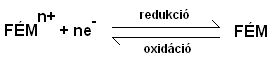 redukció
FÉMⁿ⁺ + ne⁻ FÉM
oxidáció